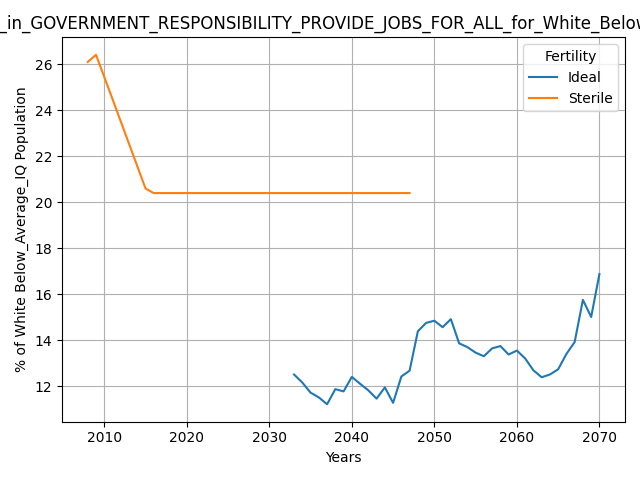 _in_GOVERNMENT_RESPONSIBILITY_PROVIDE_JOBS_FOR_ALL_for_White_Below
Fertility
Ideal
Sterile
% of White Below_Average_IQ Population
26
24
22
20
18
16
14
12
2010 2020 2030 2040 2050 2060 2070
Years